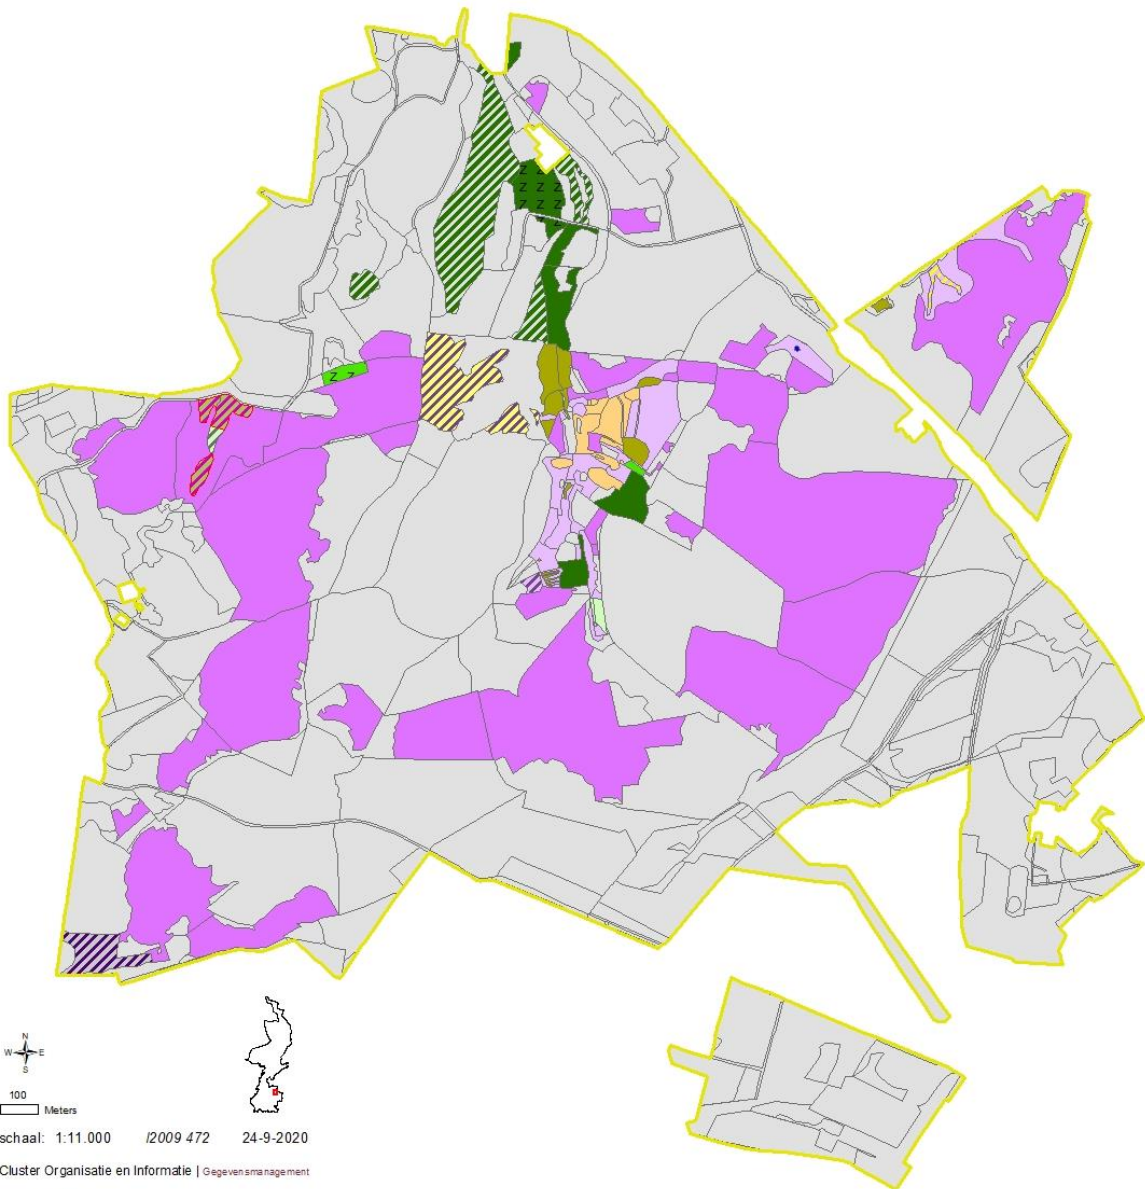 Z Z
Z Z Z
Z Z Z
Z
Z Z
N
W E
S
100
Meters
schaal: 1:11.000 I2009 472 24-9-2020
Cluster Organisatie en Informatie | Gegevensmanagement